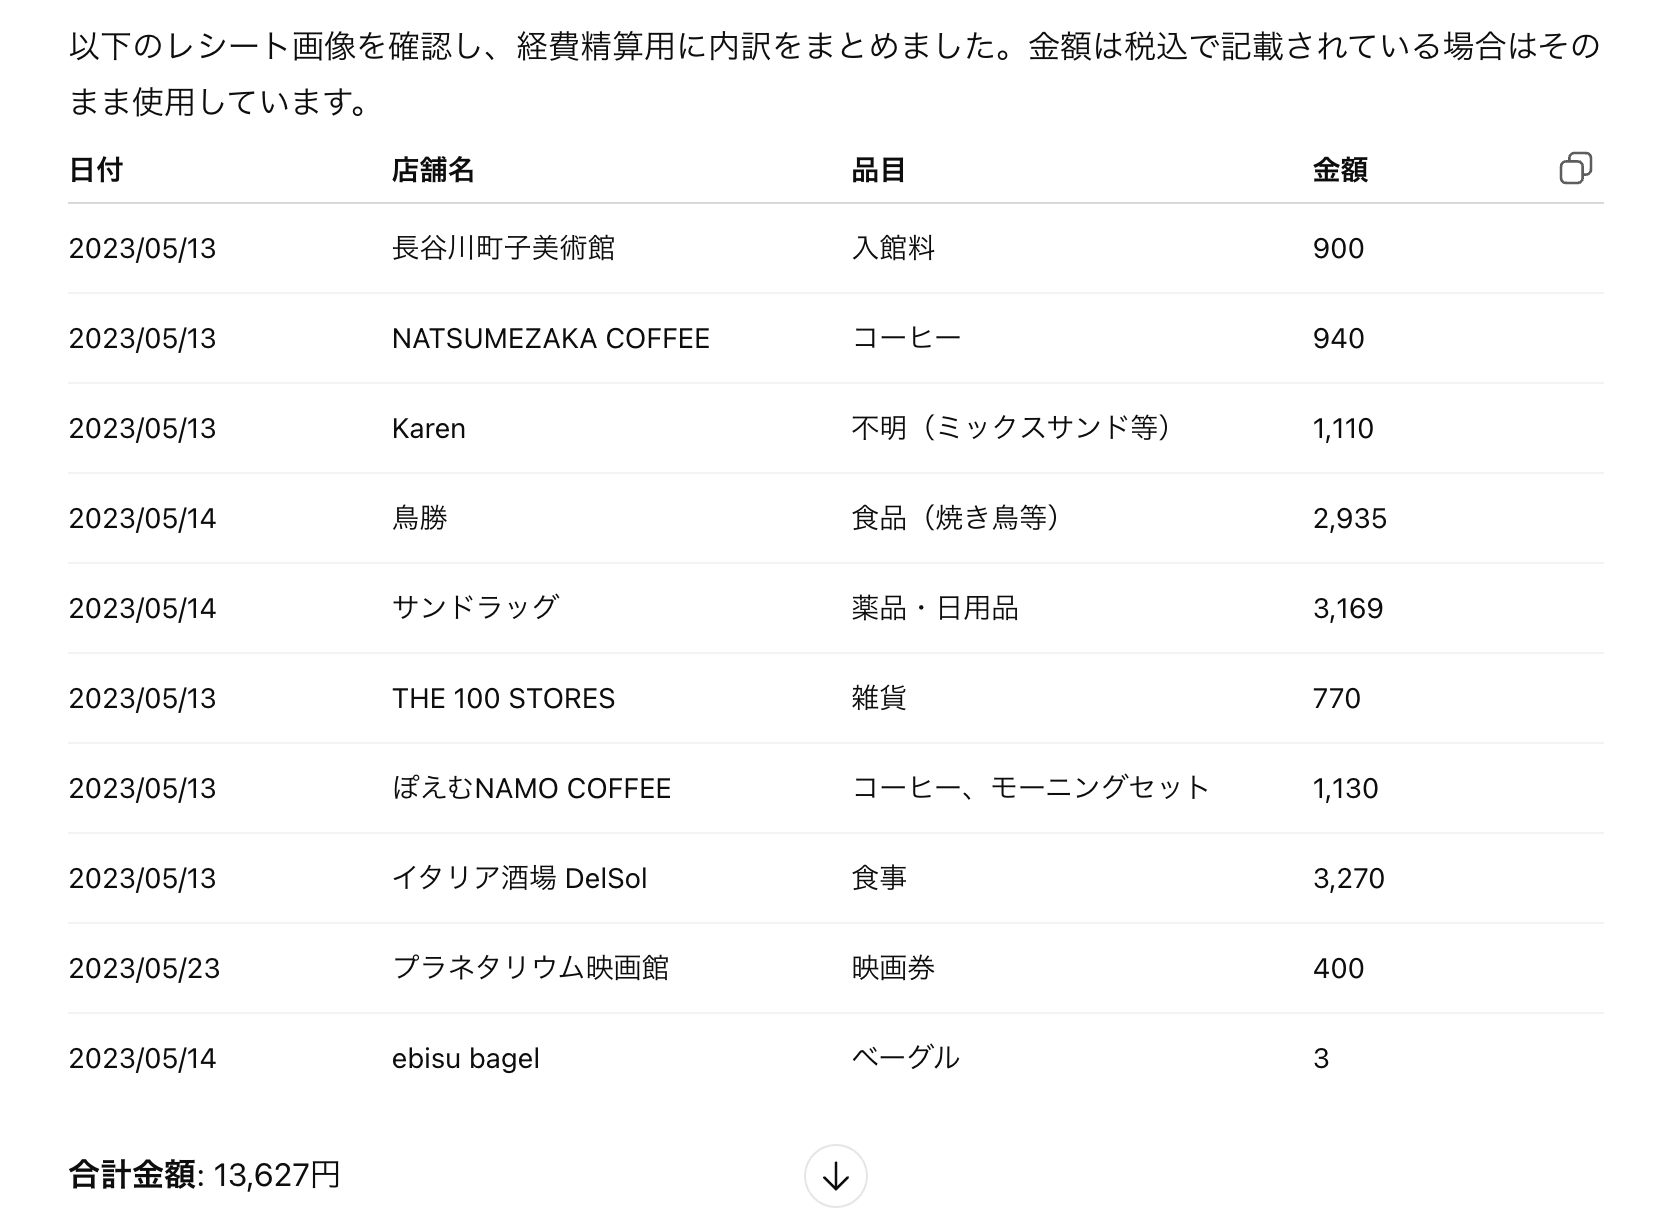 以下のレシート画像を確認し、経費精算用に内訳をまとめました。金額は税込で記載されている場合はその
まま使用しています。
日付 店舗名 品目 金額
2023/05/13 長谷川町子美術館 入館料 900
2023/05/13 NATSUMEZAKA COFFEE コーヒー 940
2023/05/13 Karen 不明（ミックスサンド等） 1,110
2023/05/14 鳥勝 食品（焼き鳥等） 2,935
2023/05/14 サンドラッグ 薬品・日用品 3,169
2023/05/13 THE 100 STORES 雑貨 770
2023/05/13 ぽえむNAMO COFFEE コーヒー、モーニングセット 1,130
2023/05/13 イタリア酒場 DelSol 食事 3,270
2023/05/23 プラネタリウム映画館 映画券 400
2023/05/14 ebisu bagel ベーグル 3
合計金額: 13,627円